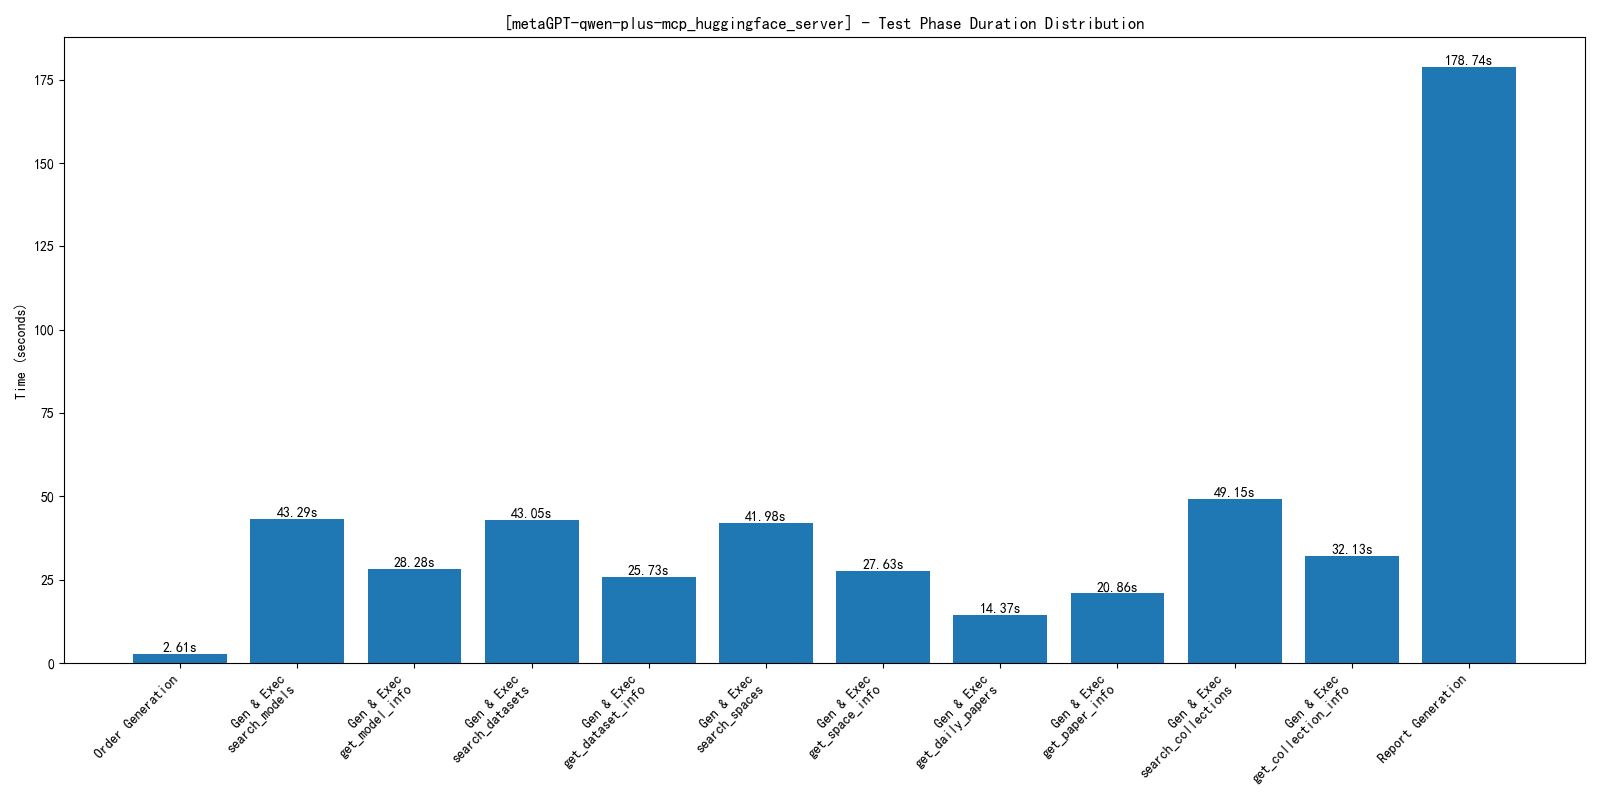 [metaGPT-qwen-plus-mcp_huggingface_server] - Test Phase Duration Distribution
Time (seconds)
175
150
125
100
75
50
25
0
2.61s
43.29s
28.28s
43.05s
25.73s
41.98s
27.63s
14.37s
20.86s
49.15s
32.13s
178.74s
Order Generation
Gen & Exec
search_models
Gen & Exec
get_model_info
Gen & Exec
search_datasets
Gen & Exec
get_dataset_info
Gen & Exec
search_spaces
Gen & Exec
get_space_info
Gen & Exec
get_daily_papers
Gen & Exec
get_paper_info
Gen & Exec
search_collections
Gen & Exec
get_collection_info
Report Generation